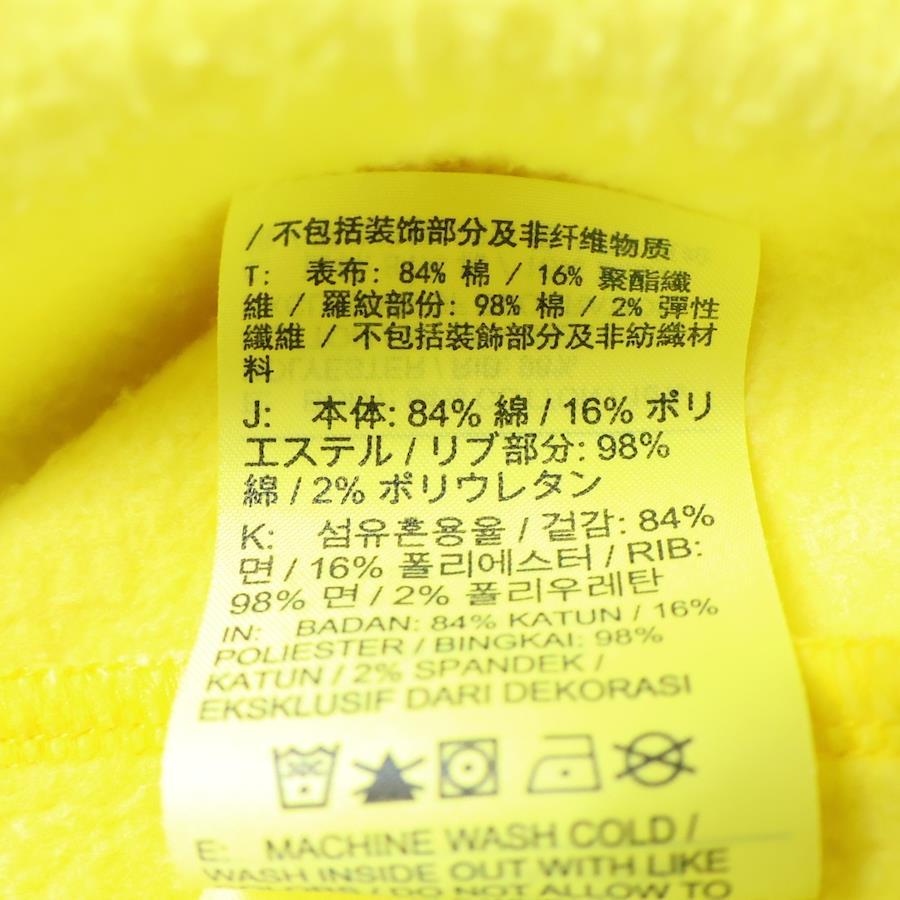 / 不包括装饰部分及非纤维物质
T: 表布: 84% 棉 / 16% 聚酯纖
維 / 羅紋部份: 98% 棉 / 2% 彈性
纖維 / 不包括裝飾部分及非紡織材
料
J: 本体: 84% 綿 / 16% ポリ
エステル / リブ部分: 98%
綿 / 2% ポリウレタン
K: 섬유혼용율 / 겉감: 84%
면 / 16% 폴리에스터 / RIB:
98% 면 / 2% 폴리우레탄
IN: BADAN: 84% KATUN / 16%
POLIESTER / BINGKAI: 98%
KATUN / 2% SPANDEK /
EKSKLUSIF DARI DEKORASI
E: MACHINE WASH COLD /
WASH INSIDE OUT WITH LIKE
COLORS / DO NOT ALLOW TO